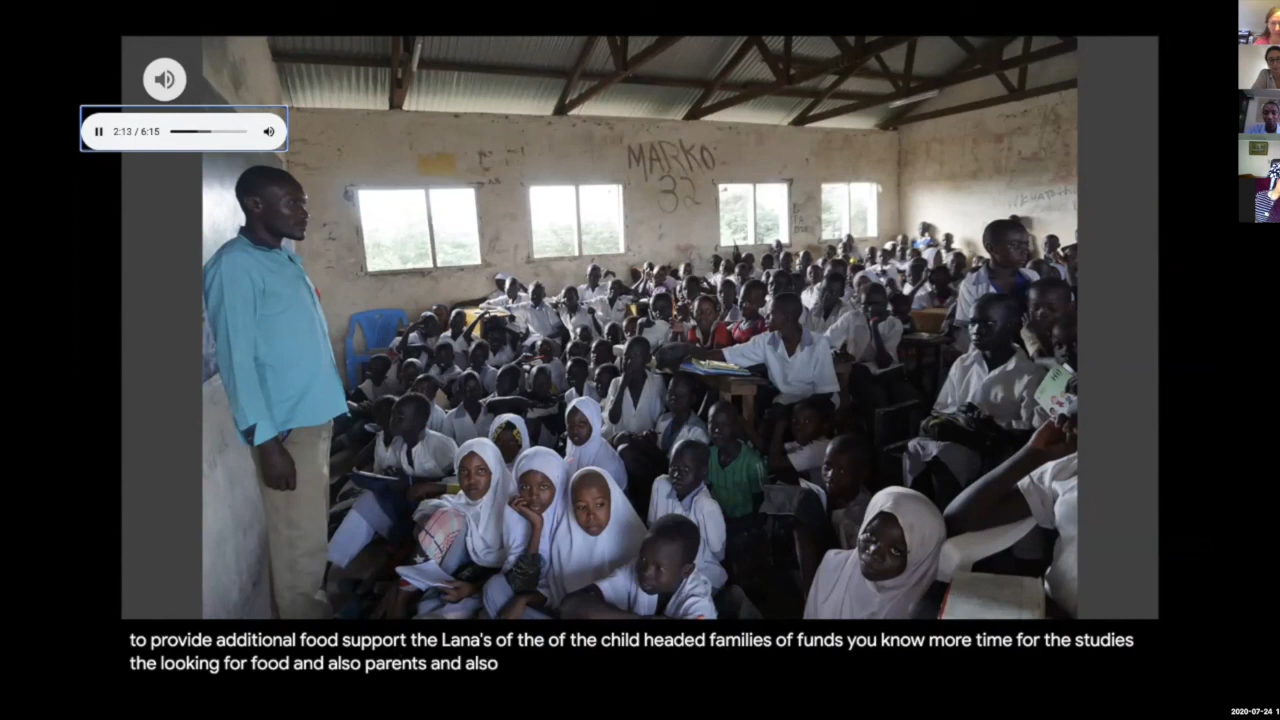 2:13 / 6:15
MARKO
32
to provide additional food support the Lana's of the of the child headed families of funds you know more time for the studies
the looking for food and also parents and also
2020-07-24 1